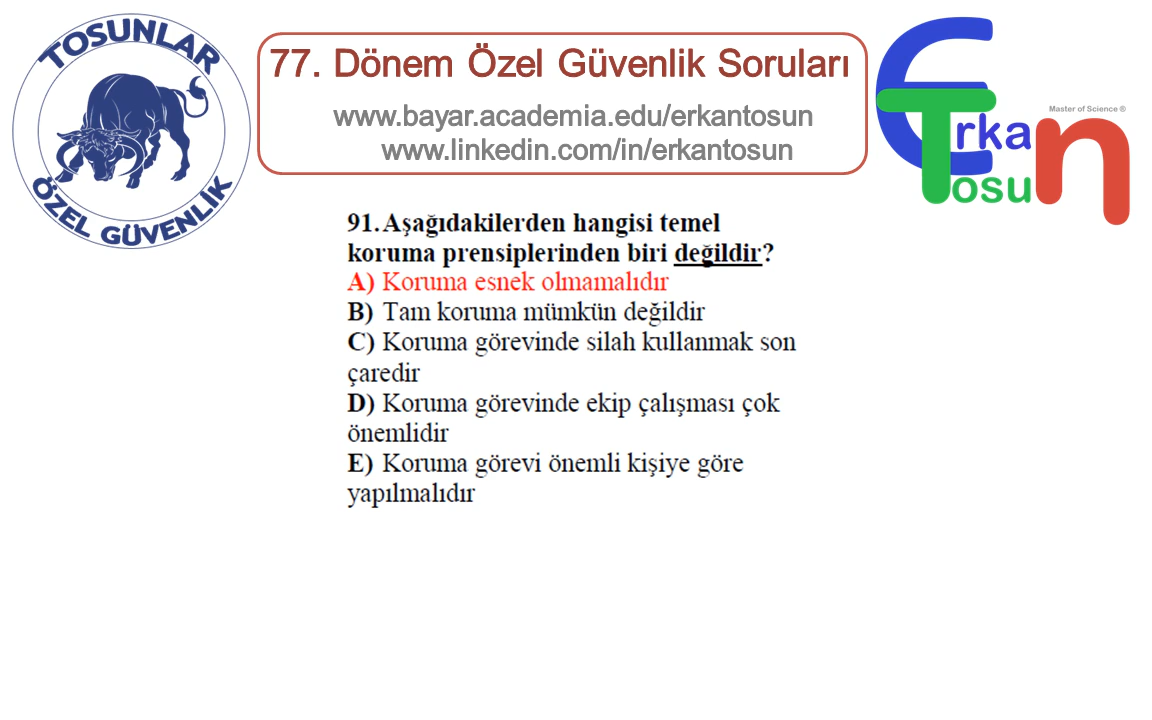 TOSUNLAR
ÖZEL GÜVENLİK
77. Dönem Özel Güvenlik Soruları
www.bayar.academia.edu/erkantosun
www.linkedin.com/in/erkantosun
Master of Science ®
Erkan
Tosun
91. Aşağıdakilerden hangisi temel
koruma prensiplerinden biri değildir?
A) Koruma esnek olmamalıdır
B) Tam koruma mümkün değildir
C) Koruma görevinde silah kullanmak son
çaredir
D) Koruma görevinde ekip çalışması çok
önemlidir
E) Koruma görevi önemli kişiye göre
yapılmalıdır